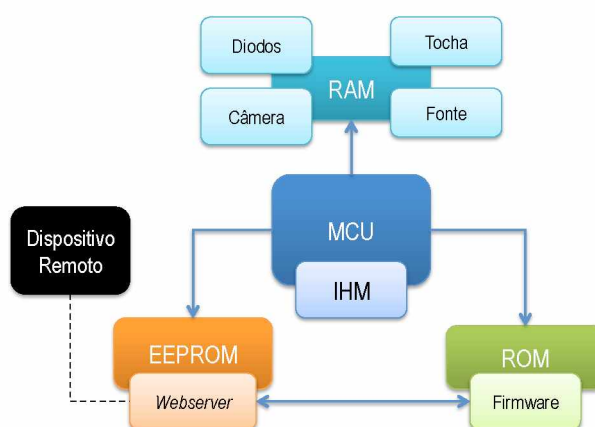 Diodos
Tocha
RAM
Câmera
Fonte
MCU
Dispositivo
Remoto
IHM
EEPROM
ROM
Webserver
Firmware